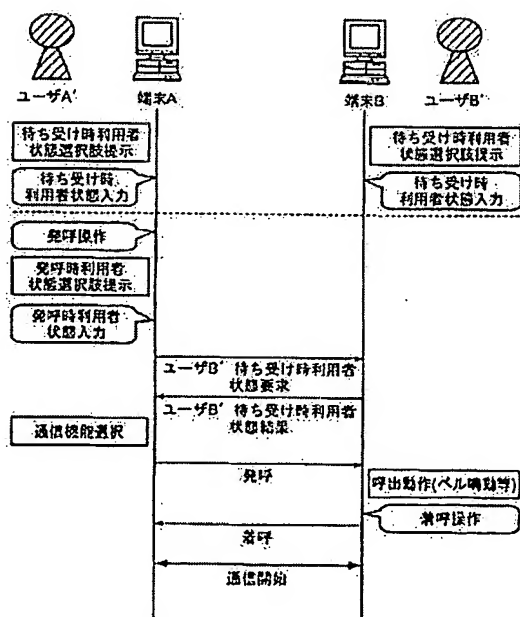 ユーザA' 端末A 端末B ユーザB'
待ち受け時利用者
状態選択肢提示
待ち受け時利用者
状態選択肢提示
待ち受け時
利用者状態入力
待ち受け時
利用者状態入力
発呼操作
発呼時利用者
状態選択肢提示
発呼時利用者
状態入力
ユーザB' 待ち受け時利用者
状態要求
ユーザB' 待ち受け時利用者
状態結果
通信機能選択
発呼
呼出動作(ベル鳴動等)
着呼操作
着呼
通信開始